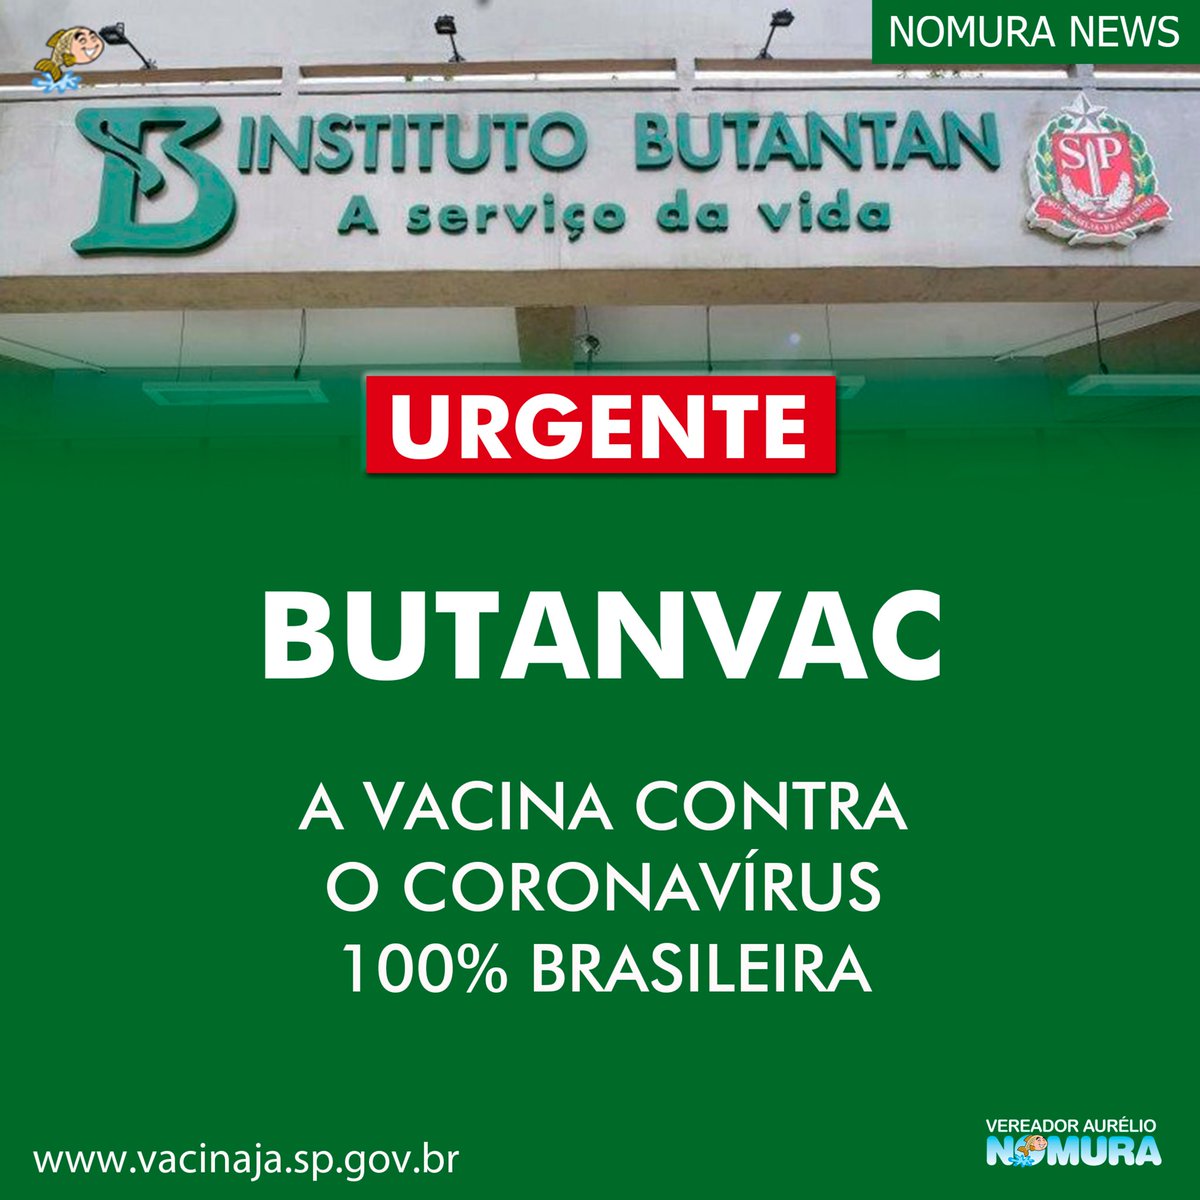 NOMURA NEWS
B INSTITUTO BUTANTAN
A serviço da vida
SP
URGENTE
BUTANVAC
A VACINA CONTRA
O CORONAVÍRUS
100% BRASILEIRA
www.vacinaja.sp.gov.br
VEREADOR AURÉLIO
NOMURA